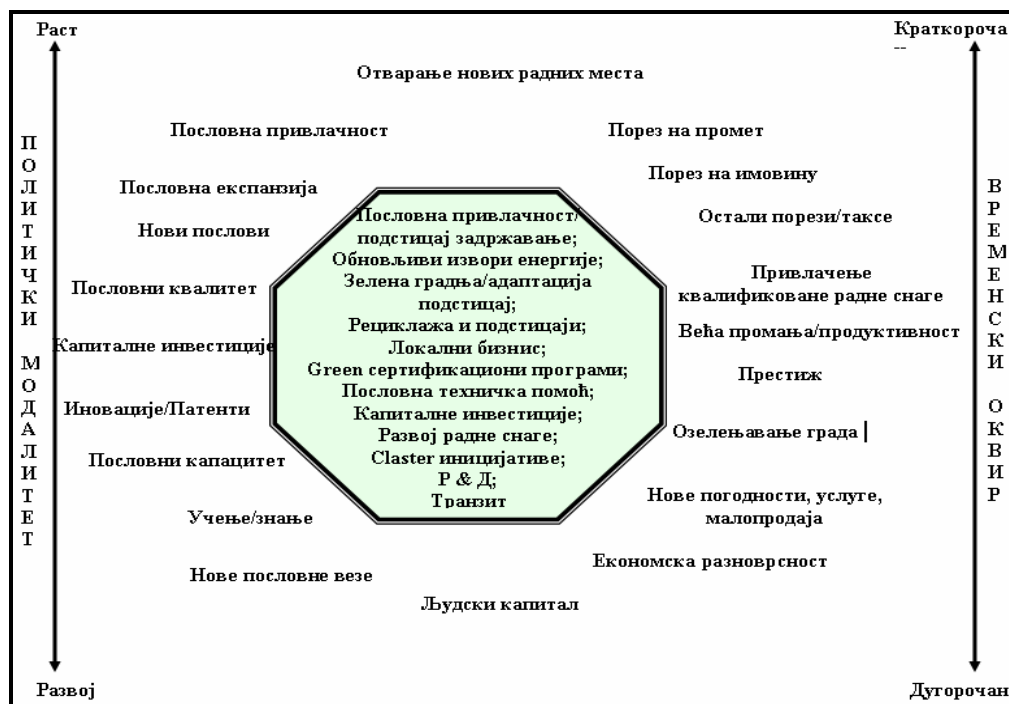 Раст
Краткороча
--
Отварање нових радних места
Пословна привлачност
Порез на промет
Пословна експанзија
Порез на имовину
Нови послови
Остали порези/таксе
Пословни квалитет
Привлачење
квалификоване радне снаге
Капиталне инвестиције
Већа промања/продуктивност
Иновације/Патенти
Престиж
Пословни капацитет
Озелењавање града
Учење/знање
Нове погодности, услуге,
малопродаја
Нове пословне везе
Економска разноврсност
Људски капитал
Пословна привлачност/
подстицај задржавање;
Обновљиви извори енергије;
Зелена градња/адаптација
подстицај;
Рециклажа и подстицаји;
Локални бизнис;
Green сертификациони програми;
Пословна техничка помоћ;
Капиталне инвестиције;
Развој радне снаге;
Claster иницијативе;
Р & Д;
Транзит
ПОЛИТИЧКИ МОДАЛИТЕТ
ВРЕМЕНСКИ ОКВИР
Развој
Дугорочан